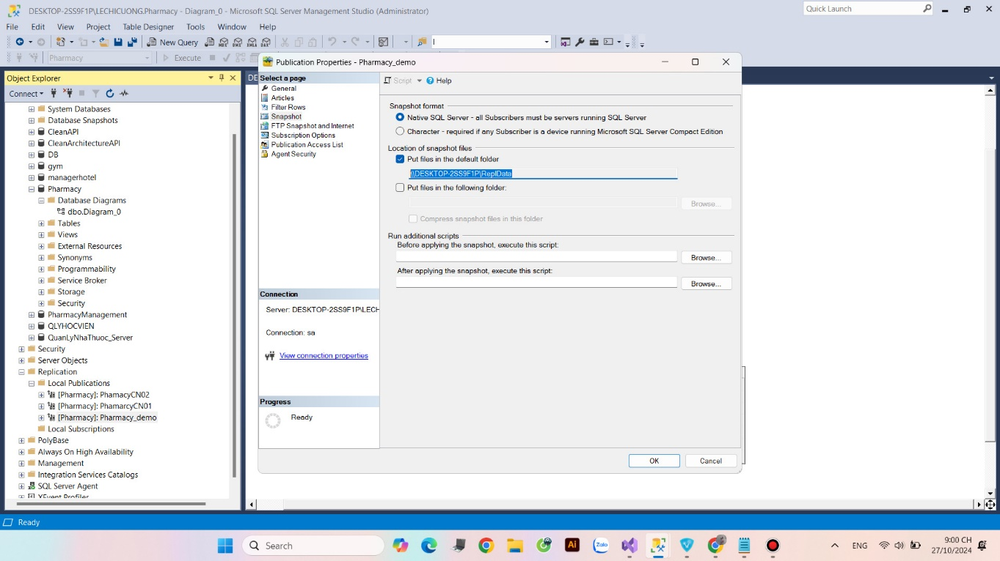 DESKTOP-2SS9F1P\LECHICUONG.Pharmacy - Diagram_0 - Microsoft SQL Server Management Studio (Administrator)
Quick Launch
File Edit View Project Table Designer Tools Window Help
New Query
MDX DMX XMLA DAX
Pharmacy
Execute
Object Explorer
Connect
System Databases
Database Snapshots
CleanAPI
CleanArchitectureAPI
DB
gym
managerhotel
Pharmacy
Database Diagrams
dbo.Diagram_0
Tables
Views
External Resources
Synonyms
Programmability
Service Broker
Storage
Security
PharmacyManagement
QLYHOCVIEN
QuanLyNhaThuoc_Server
Security
Server Objects
Replication
Local Publications
[Pharmacy]: PhamacyCN02
[Pharmacy]: PhamarcyCN01
[Pharmacy]: Pharmacy_demo
Local Subscriptions
PolyBase
Always On High Availability
Management
Integration Services Catalogs
SQL Server Agent
XEvent Profiler
DE
Publication Properties - Pharmacy_demo
Select a page
General
Articles
Filter Rows
Snapshot
FTP Snapshot and Internet
Subscription Options
Publication Access List
Agent Security
Connection
Server: DESKTOP-2SS9F1P\LECH
Connection: sa
View connection properties
Progress
Ready
Script Help
Snapshot format
Native SQL Server - all Subscribers must be servers running SQL Server
Character - required if any Subscriber is a device running Microsoft SQL Server Compact Edition
Location of snapshot files
Put files in the default folder
\\DESKTOP-2SS9F1P\ReplData
Put files in the following folder:
Browse...
Compress snapshot files in this folder
Run additional scripts
Before applying the snapshot, execute this script:
Browse...
After applying the snapshot, execute this script:
Browse...
OK Cancel
Ready
Search
Ai
Zalo
ENG
9:00 CH
27/10/2024